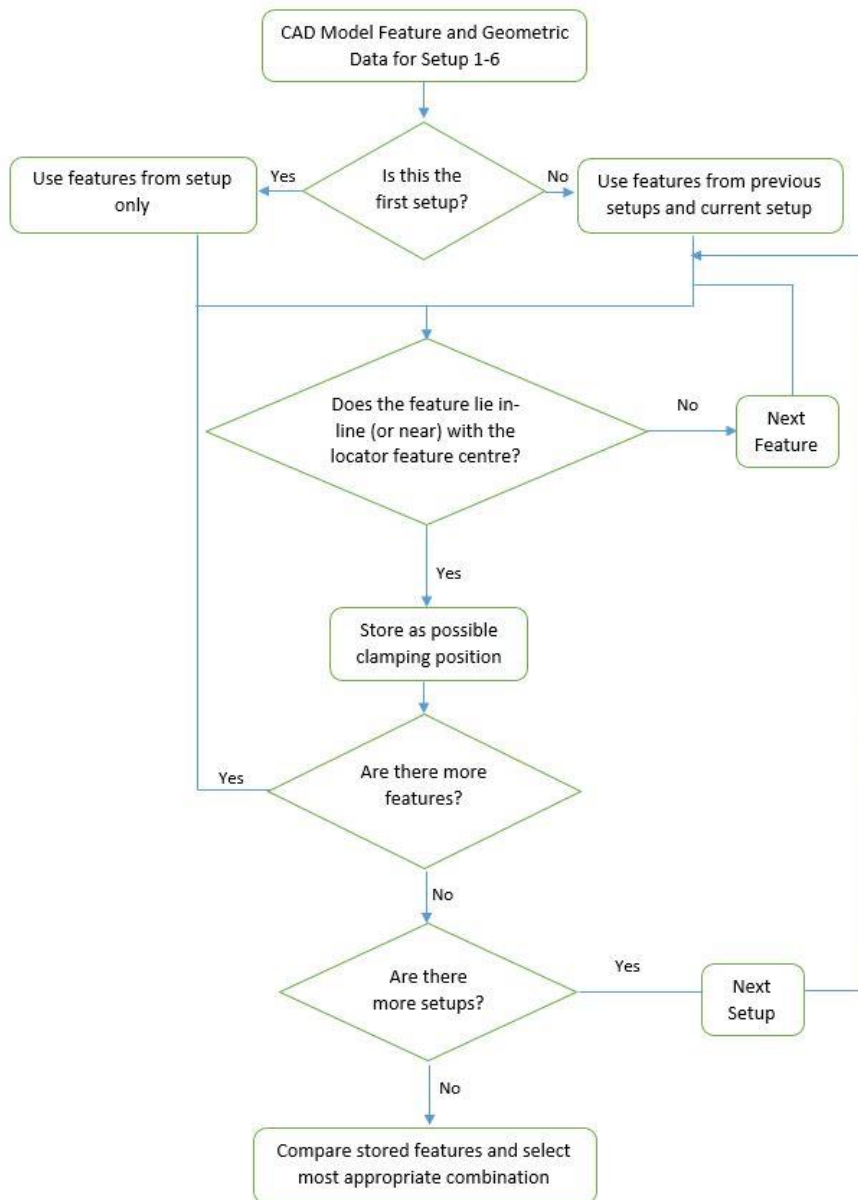 CAD Model Feature and Geometric
Data for Setup 1-6
Is this the
first setup?
Yes
No
Use features from setup
only
Use features from previous
setups and current setup
Does the feature lie in-
line (or near) with the
locator feature centre?
No
Next
Feature
Yes
Store as possible
clamping position
Are there more
features?
Yes
No
Are there
more setups?
Yes
Next
Setup
No
Compare stored features and select
most appropriate combination